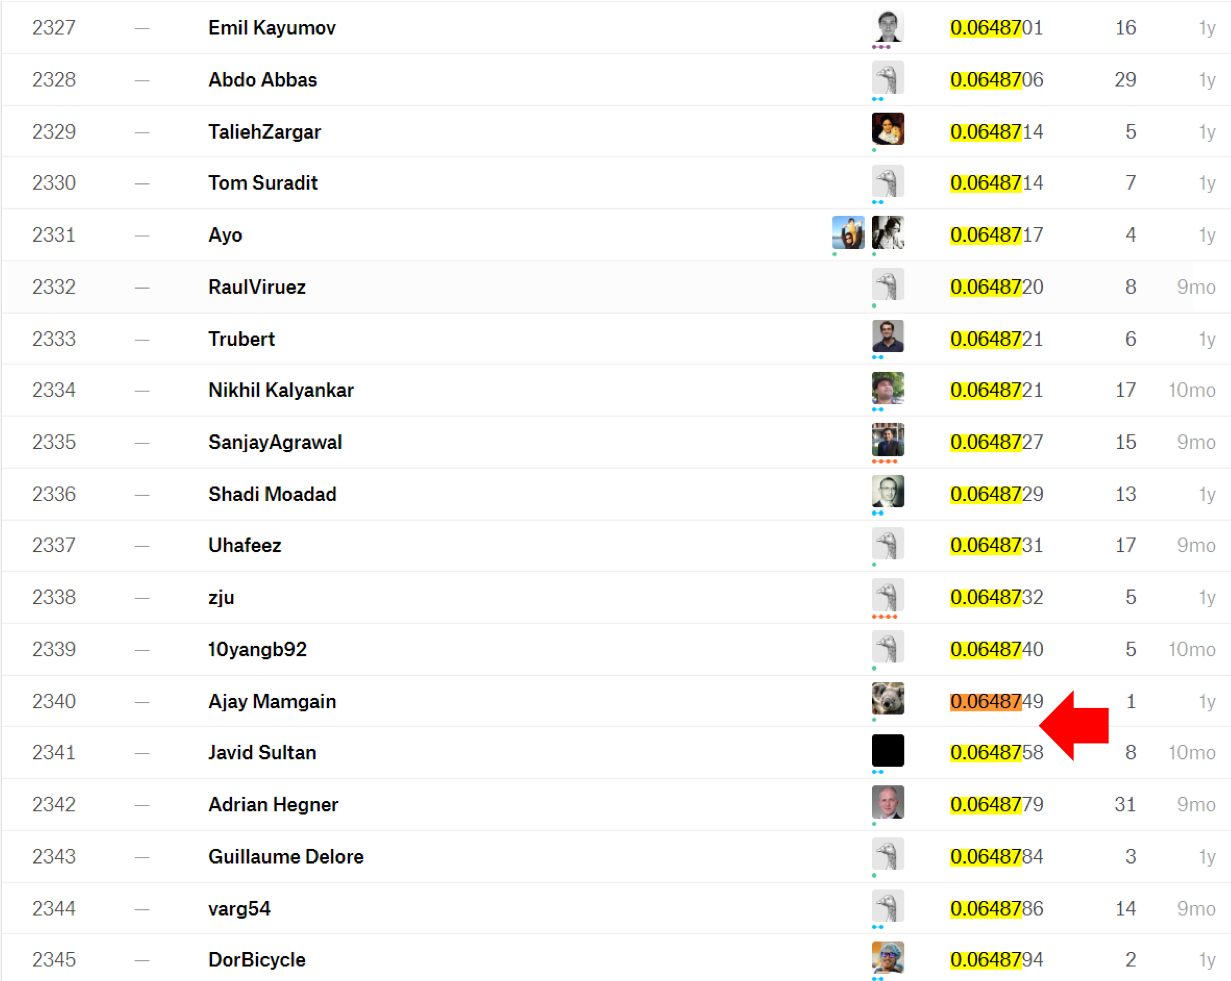 2327 — Emil Kayumov 0.0648701 16 1y
2328 — Abdo Abbas 0.0648706 29 1y
2329 — TaliehZargar 0.0648714 5 1y
2330 — Tom Suradit 0.0648714 7 1y
2331 — Ayo 0.0648717 4 1y
2332 — RaulViruez 0.0648720 8 9mo
2333 — Trubert 0.0648721 6 1y
2334 — Nikhil Kalyankar 0.0648721 17 10mo
2335 — SanjayAgrawal 0.0648727 15 9mo
2336 — Shadi Moadad 0.0648729 13 1y
2337 — Uhafeez 0.0648731 17 9mo
2338 — zju 0.0648732 5 1y
2339 — 10yangb92 0.0648740 5 10mo
2340 — Ajay Mamgain 0.0648749 1 1y
2341 — Javid Sultan 0.0648758 8 10mo
2342 — Adrian Hegner 0.0648779 31 9mo
2343 — Guillaume Delore 0.0648784 3 1y
2344 — varg54 0.0648786 14 9mo
2345 — DorBicycle 0.0648794 2 1y